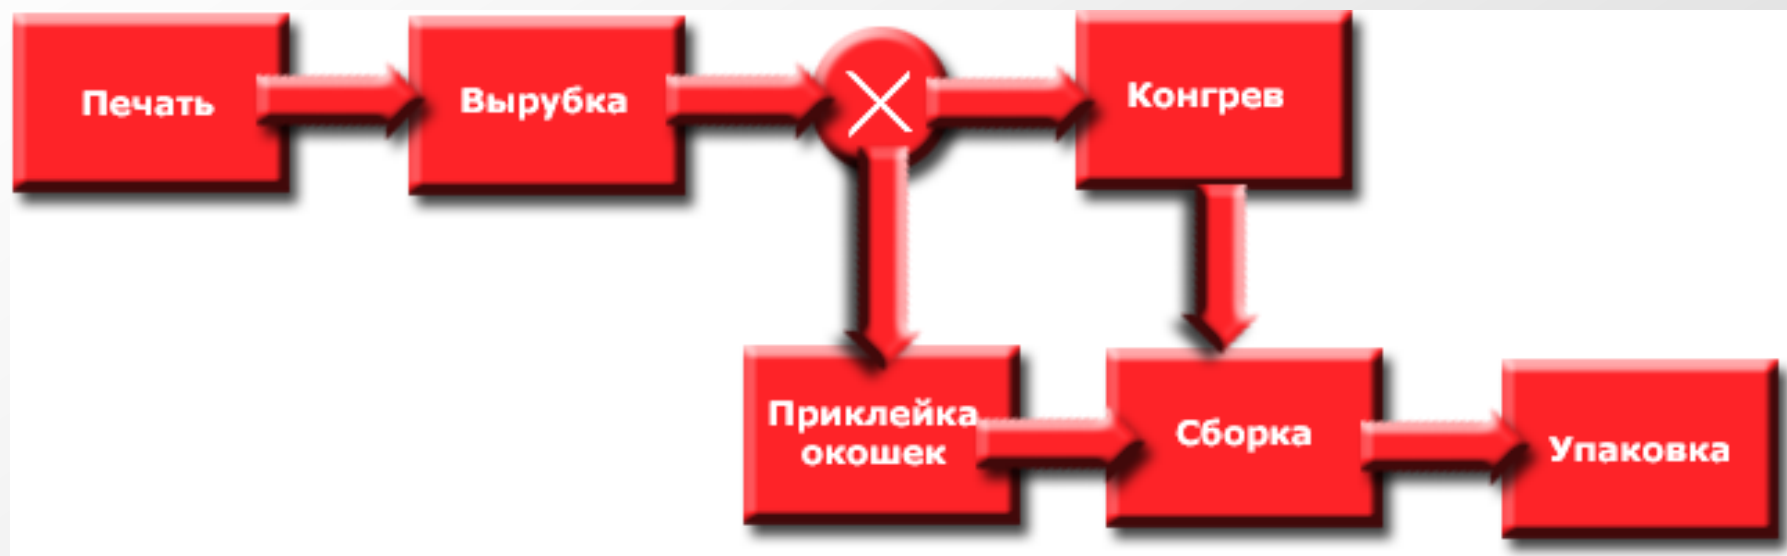 Печать
Вырубка
Конгрев
Приклейка
окошек
Сборка
Упаковка